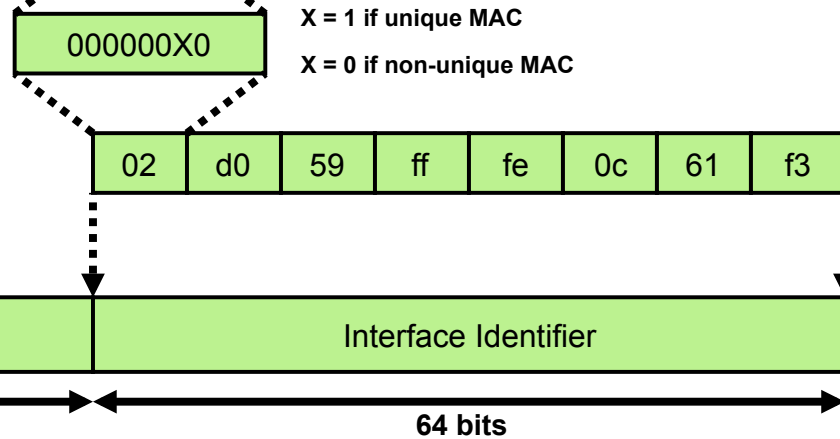 X = 1 if unique MAC
000000X0
X = 0 if non-unique MAC
02 d0 59 ff fe 0c 61 f3
Interface Identifier
64 bits